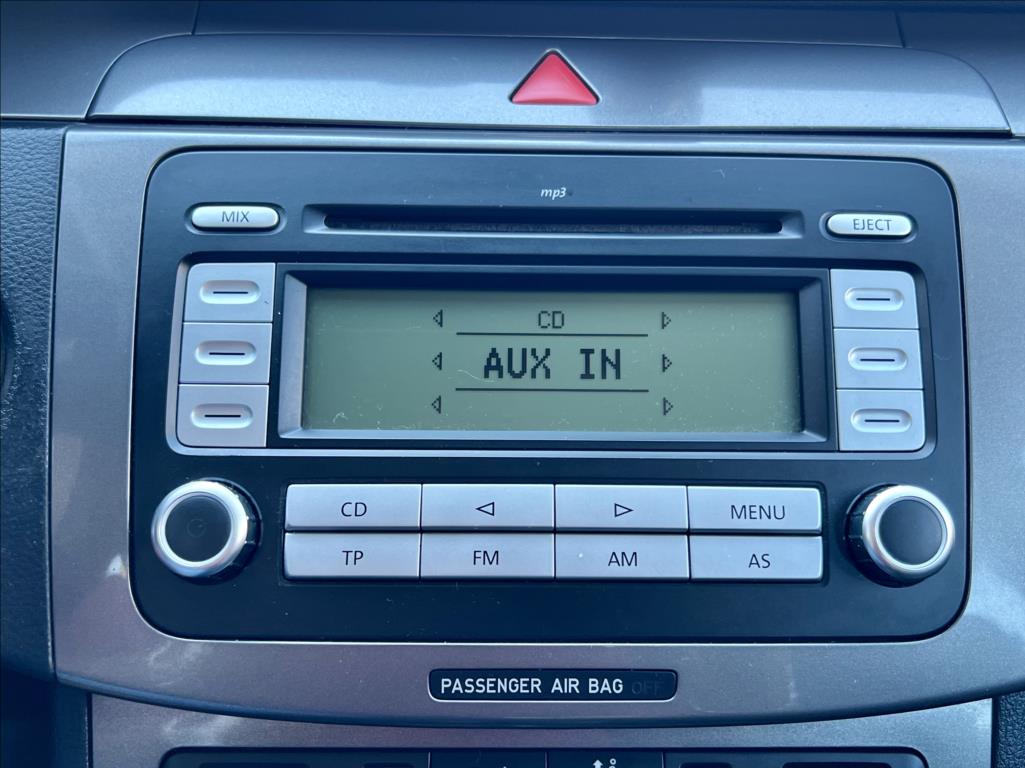 mp3
MIX
EJECT
CD
AUX IN
CD
MENU
TP
FM
AM
AS
PASSENGER AIR BAG OFF